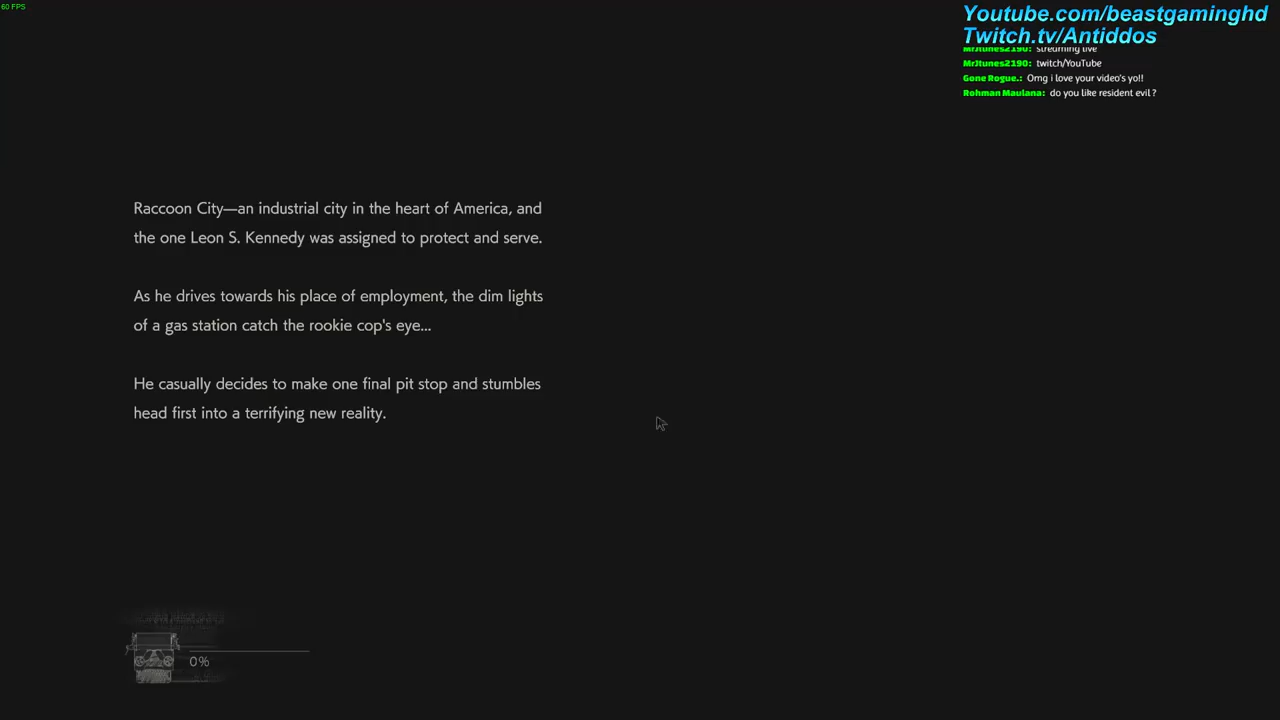 60 FPS
Youtube.com/beastgaminghd
Twitch.tv/Antiddos
MrJtunes2190: streaming live
MrJtunes2190: twitch/YouTube
Gone Rogue.: Omg i love your video's yo!!
Rohman Maulana: do you like resident evil ?
Raccoon City—an industrial city in the heart of America, and
the one Leon S. Kennedy was assigned to protect and serve.
As he drives towards his place of employment, the dim lights
of a gas station catch the rookie cop's eye...
He casually decides to make one final pit stop and stumbles
head first into a terrifying new reality.
0%